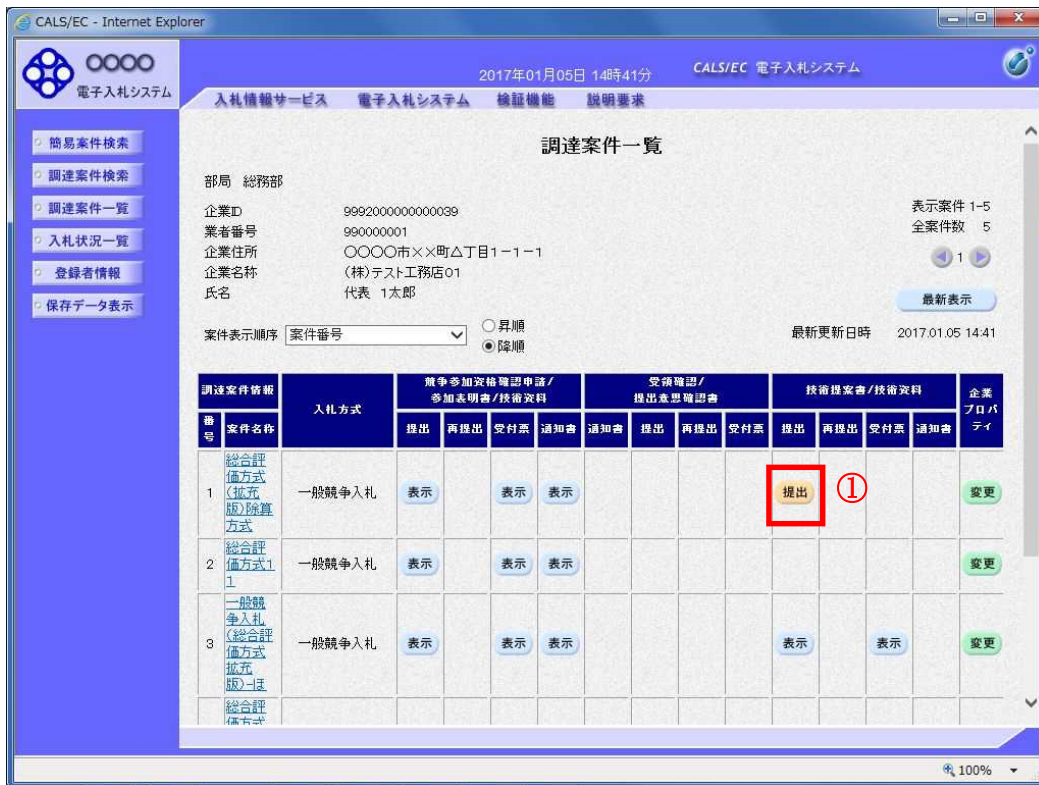 CALS/EC - Internet Explorer
〇〇〇〇
電子入札システム
2017年01月05日 14時41分
CALS/EC 電子入札システム
入札情報サービス 電子入札システム 検証機能 説明要求
簡易案件検索
調達案件検索
調達案件一覧
入札状況一覧
登録者情報
保存データ表示
調達案件一覧
部局 総務部
企業ID 9992000000000039
業者番号 990000001
企業住所 〇〇〇〇市××町△丁目1-1-1
企業名称 (株)テスト工務店01
氏名 代表 1太郎
表示案件 1-5
全案件数 5
1
最新表示
案件表示順序 案件番号
昇順
降順
最新更新日時 2017.01.05 14:41
調達案件情報 入札方式 競争参加資格確認申請/参加表明書/技術資料 受領確認/提出意思確認書 技術提案書/技術資料 企業プロパティ
番号 案件名称 提出 再提出 受付票 通知書 通知書 提出 再提出 受付票 提出 再提出 受付票 通知書
1 総合評価方式(拡充版)除算方式 一般競争入札 表示 表示 表示 提出 ① 変更
2 総合評価方式11 一般競争入札 表示 表示 表示 変更
3 一般競争入札(総合評価方式拡充版)-ほ 一般競争入札 表示 表示 表示 表示 表示 変更
総合評価方式
100%